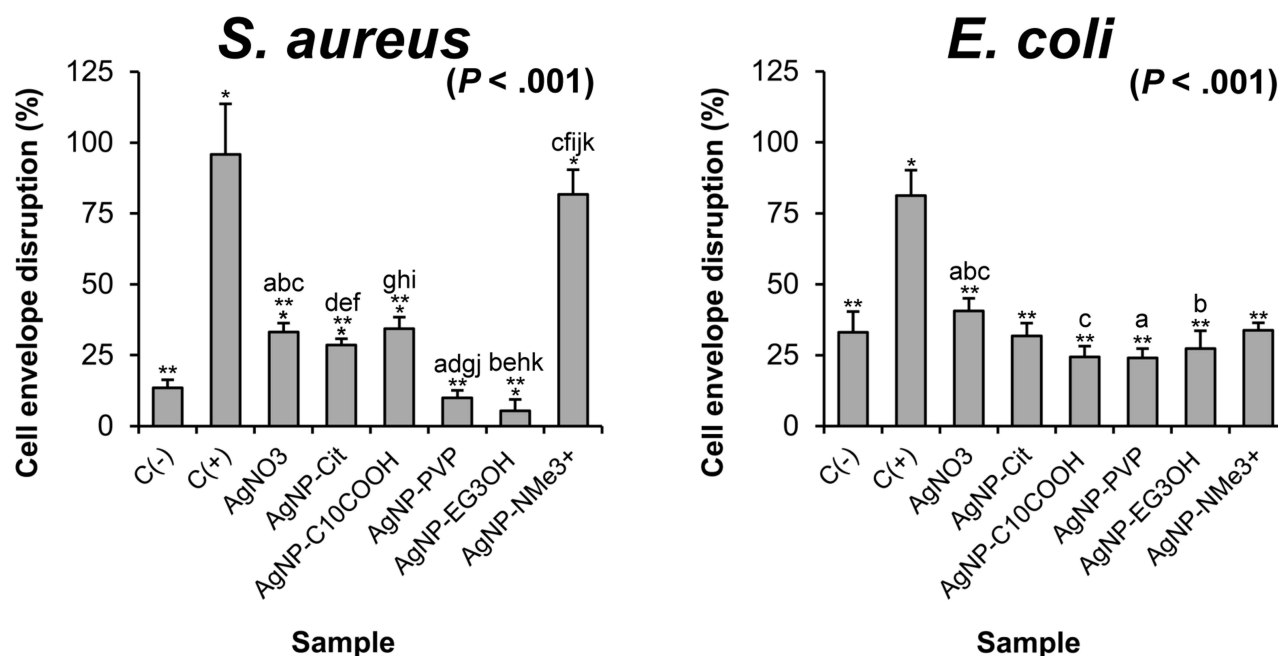 S. aureus
(P < .001)
Cell envelope disruption (%)
125
100
75
50
25
0
**
*
abc
**
*
def
**
*
ghi
**
*
adgj
**
behk
**
*
cfijk
*
C(-)
C(+)
AgNO3
AgNP-Cit
AgNP-C10COOH
AgNP-PVP
AgNP-EG3OH
AgNP-NMe3+
Sample
E. coli
(P < .001)
Cell envelope disruption (%)
125
100
75
50
25
0
**
*
abc
**
**
c
**
a
**
b
**
**
C(-)
C(+)
AgNO3
AgNP-Cit
AgNP-C10COOH
AgNP-PVP
AgNP-EG3OH
AgNP-NMe3+
Sample